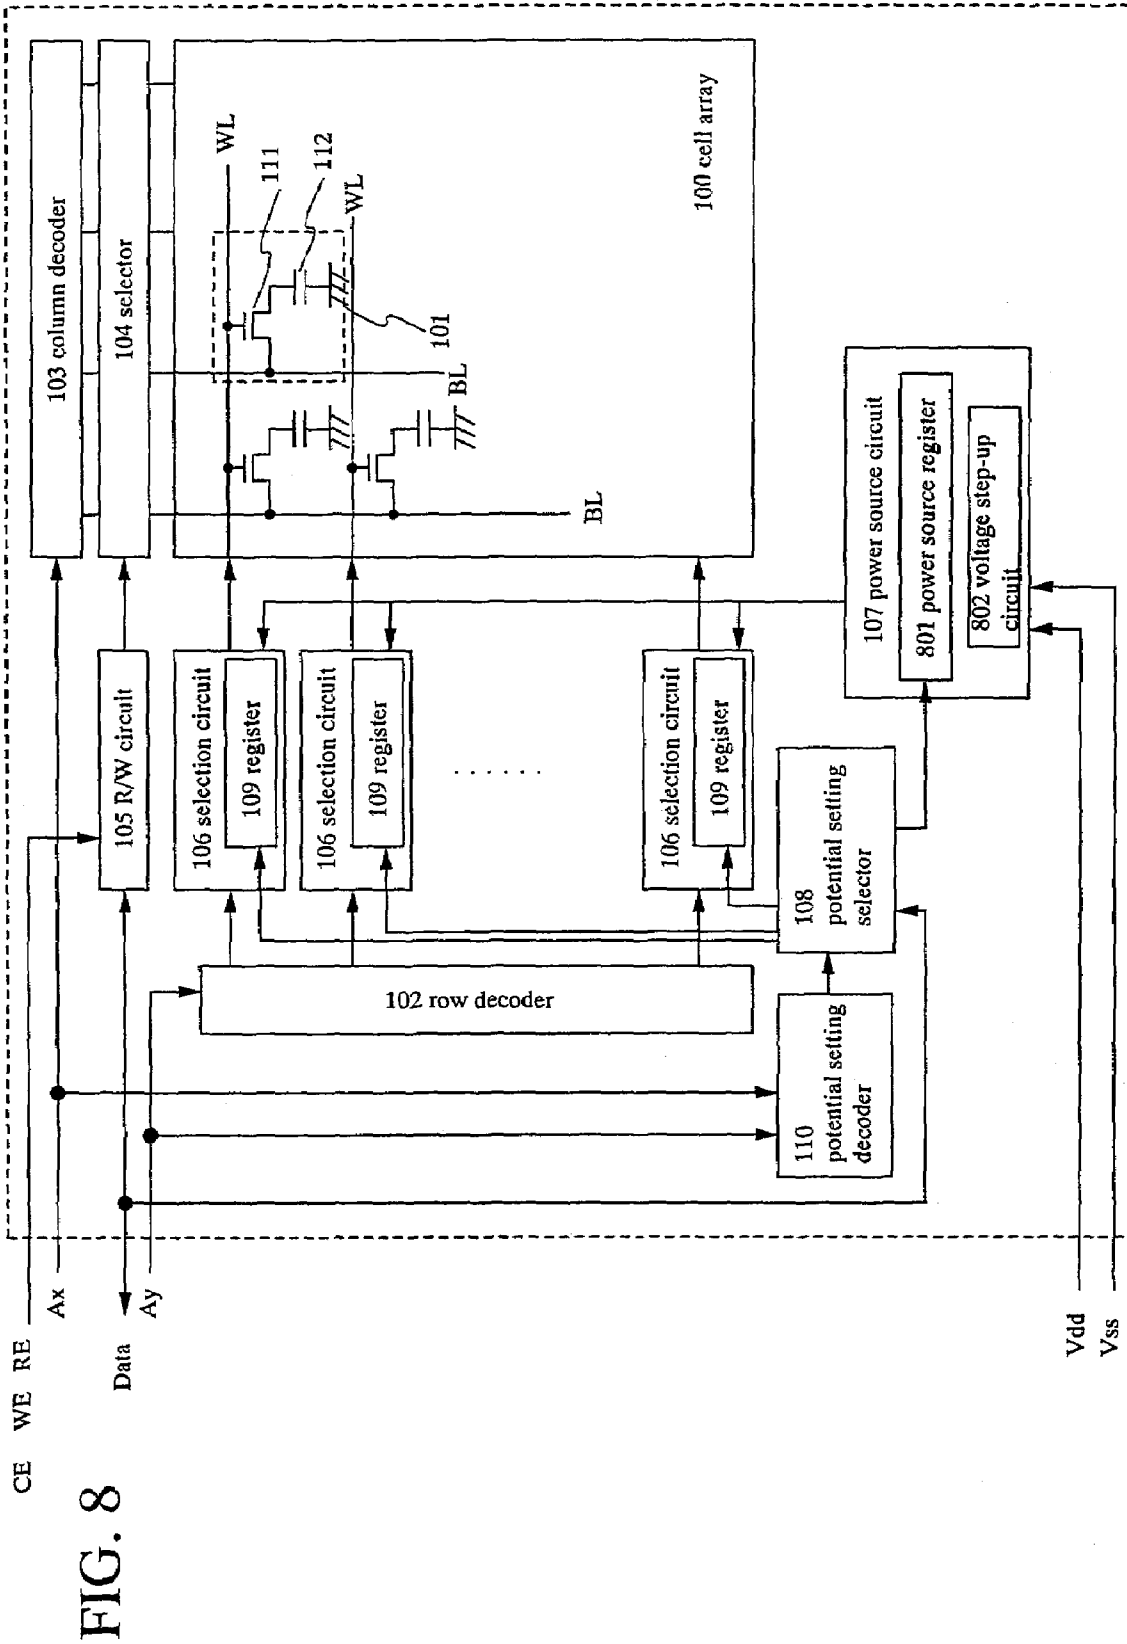 FIG. 8
CE WE RE
Ax
Data
Ay
Vdd
Vss
103 column decoder
104 selector
105 R/W circuit
106 selection circuit
109 register
106 selection circuit
109 register
. . . . . .
106 selection circuit
109 register
102 row decoder
110
potential setting
decoder
108
potential setting
selector
107 power source circuit
801 power source register
802 voltage step-up
circuit
WL
111
112
WL
101
BL
BL
100 cell array